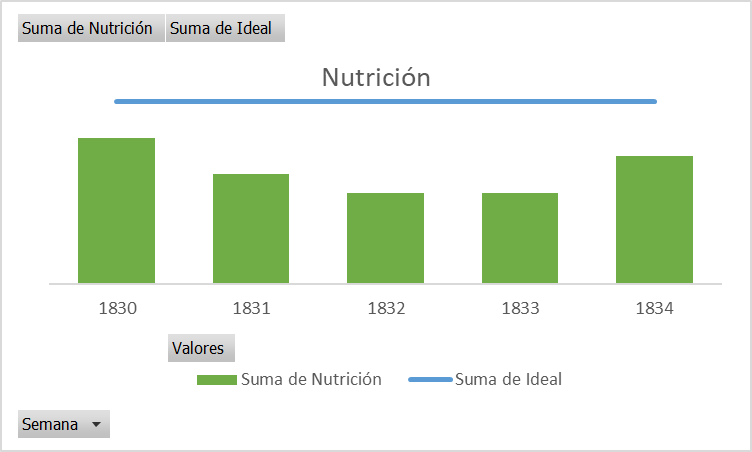 Suma de Nutrición Suma de Ideal
Nutrición
1830 1831 1832 1833 1834
Valores
Suma de Nutrición Suma de Ideal
Semana